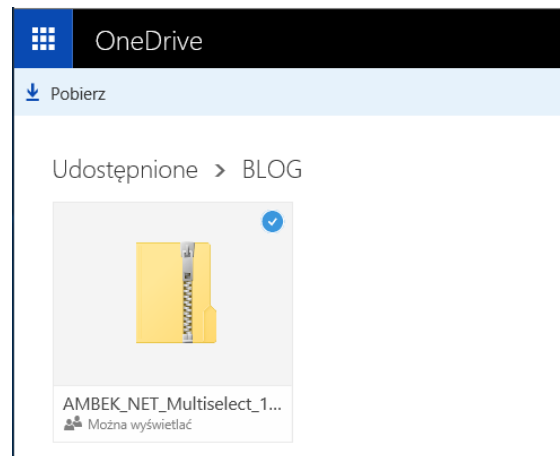 OneDrive
Pobierz
Udostępnione > BLOG
AMBEK_NET_Multiselect_1...
Można wyświetlać